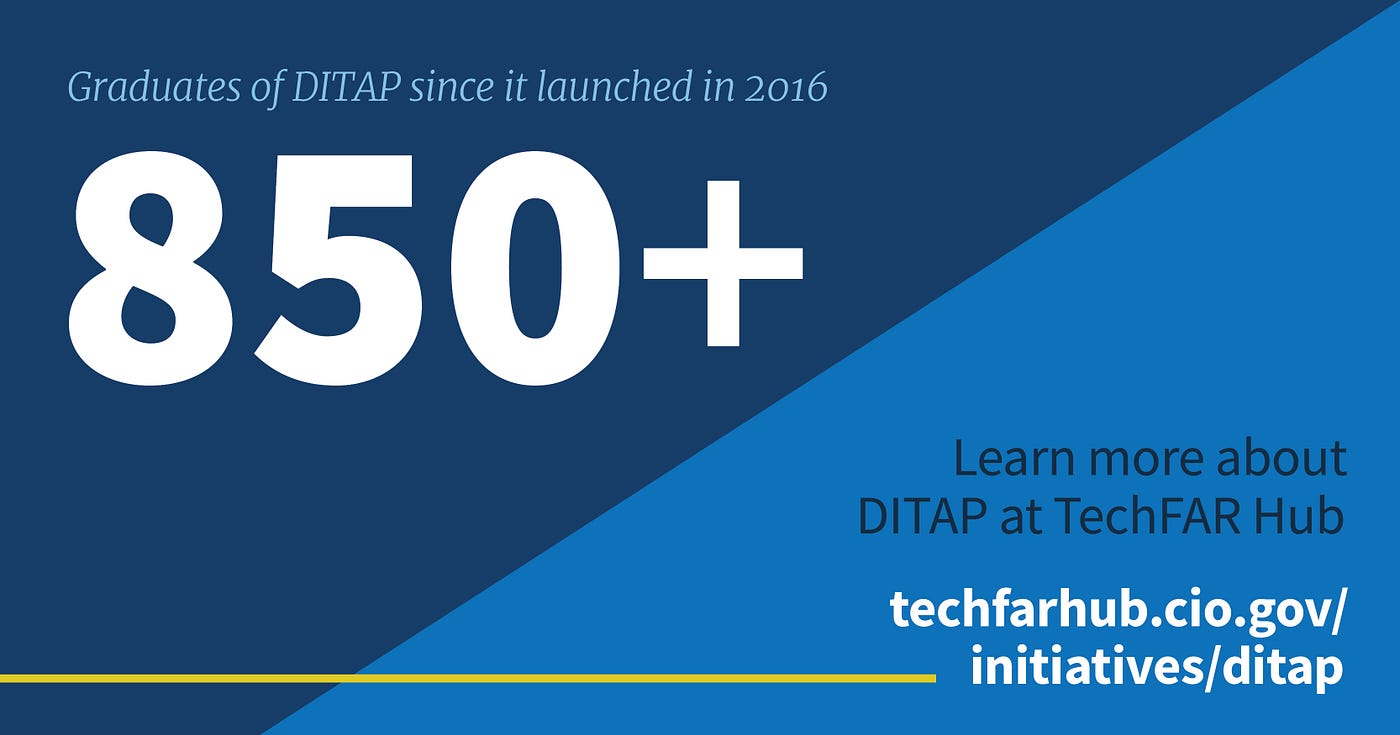 Graduates of DITAP since it launched in 2016
850+
Learn more about
DITAP at TechFAR Hub
techfarhub.cio.gov/
initiatives/ditap